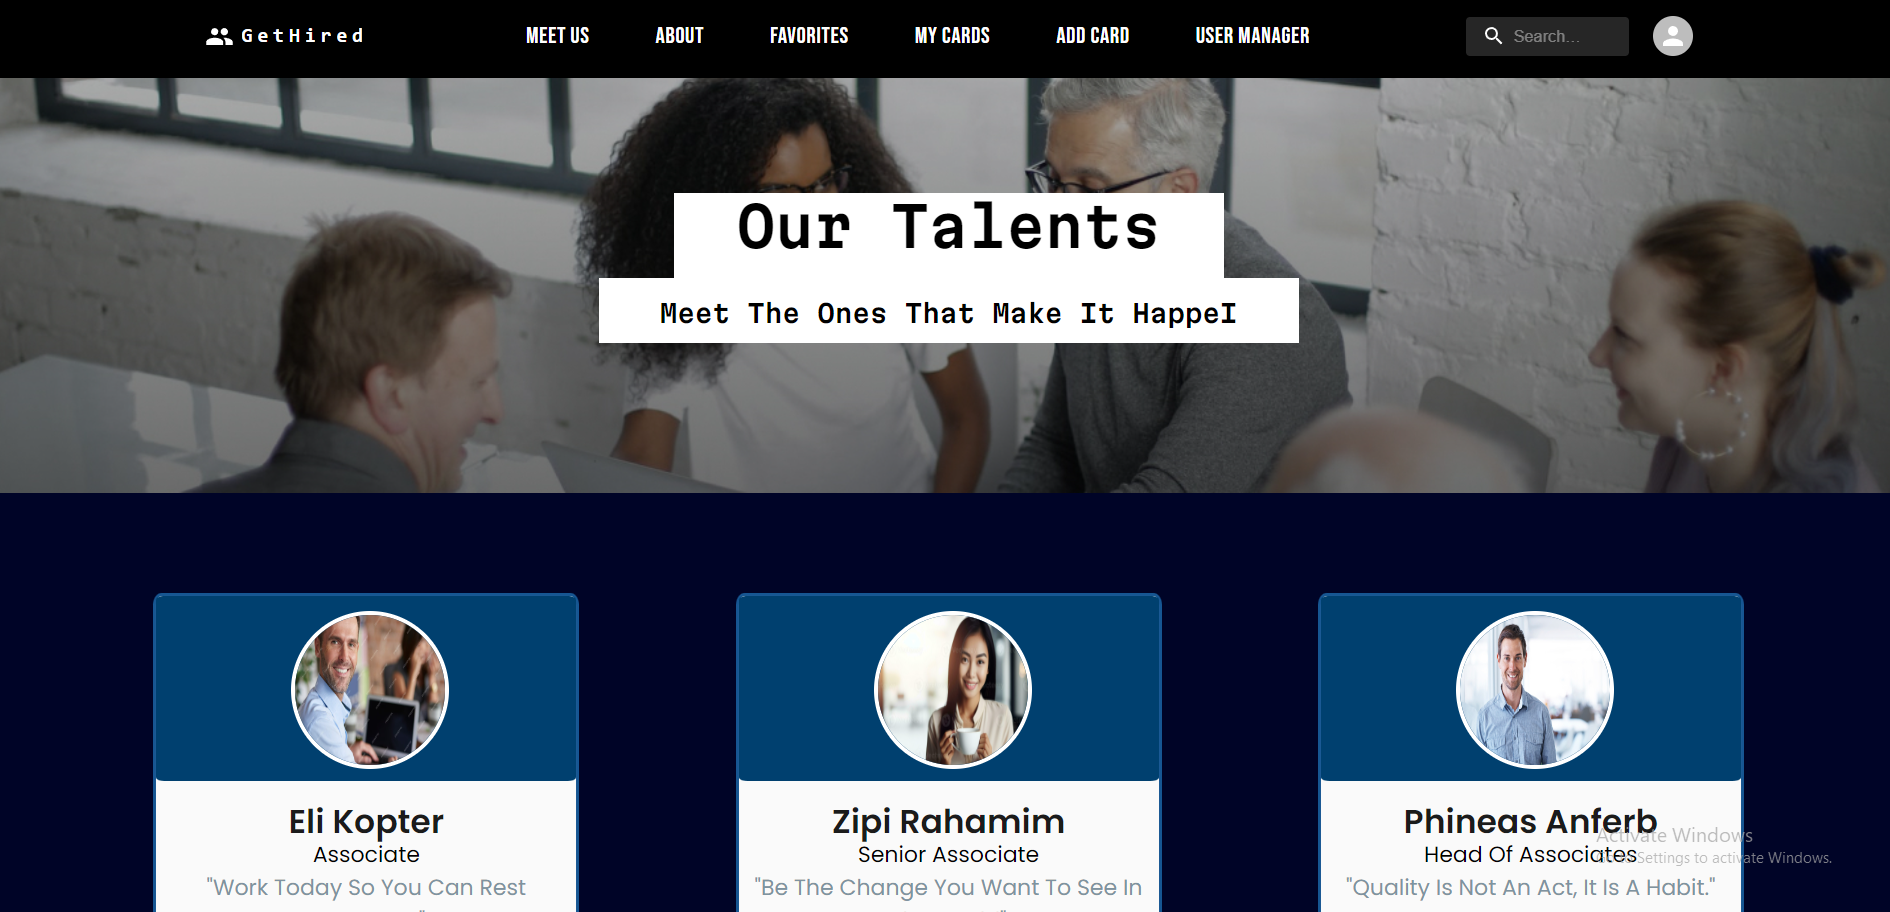 GetHired
MEET US
ABOUT
FAVORITES
MY CARDS
ADD CARD
USER MANAGER
Search...
Our Talents
Meet The Ones That Make It HappeI
Eli Kopter
Associate
"Work Today So You Can Rest
Zipi Rahamim
Senior Associate
"Be The Change You Want To See In
Phineas Anferb
Head Of Associates
"Quality Is Not An Act, It Is A Habit."
Activate Windows
Go to Settings to activate Windows.